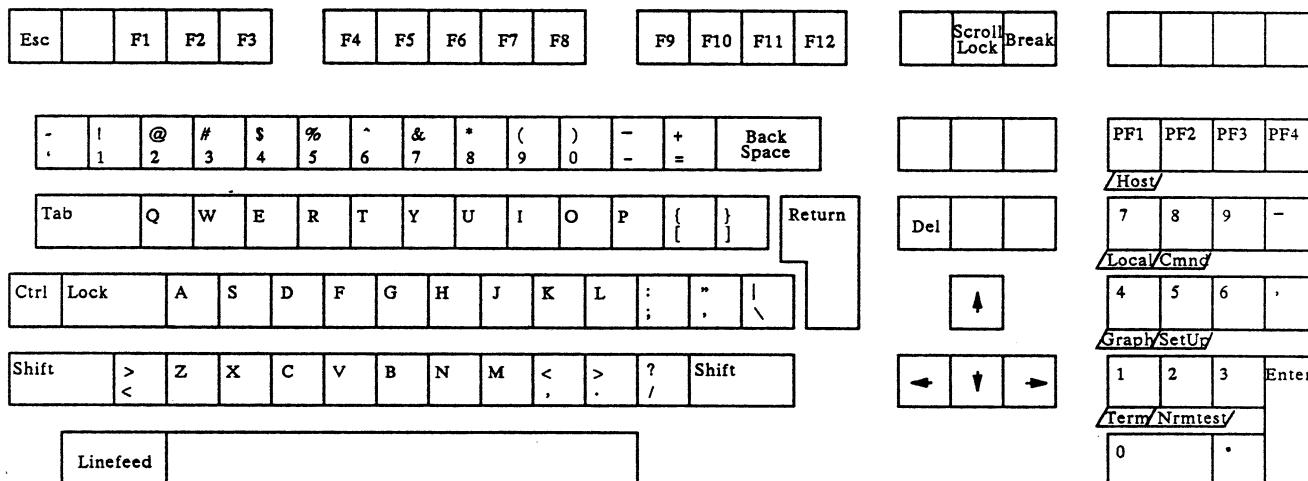 Esc F1 F2 F3 F4 F5 F6 F7 F8 F9 F10 F11 F12 Scroll Lock Break
~ ! @ # $ % ^ & * ( ) — +
' 1 2 3 4 5 6 7 8 9 0 - = Back Space PF1 PF2 PF3 PF4
Host
Tab Q W E R T Y U I O P { [ } ] Return Del 7 8 9 —
Local Cmnd
Ctrl Lock A S D F G H J K L : ; " ' | \ 4 5 6 ,
Graph SetUp
Shift > < Z X C V B N M < , > . ? / Shift 1 2 3 Enter
Term Nrmtest
Linefeed 0 .